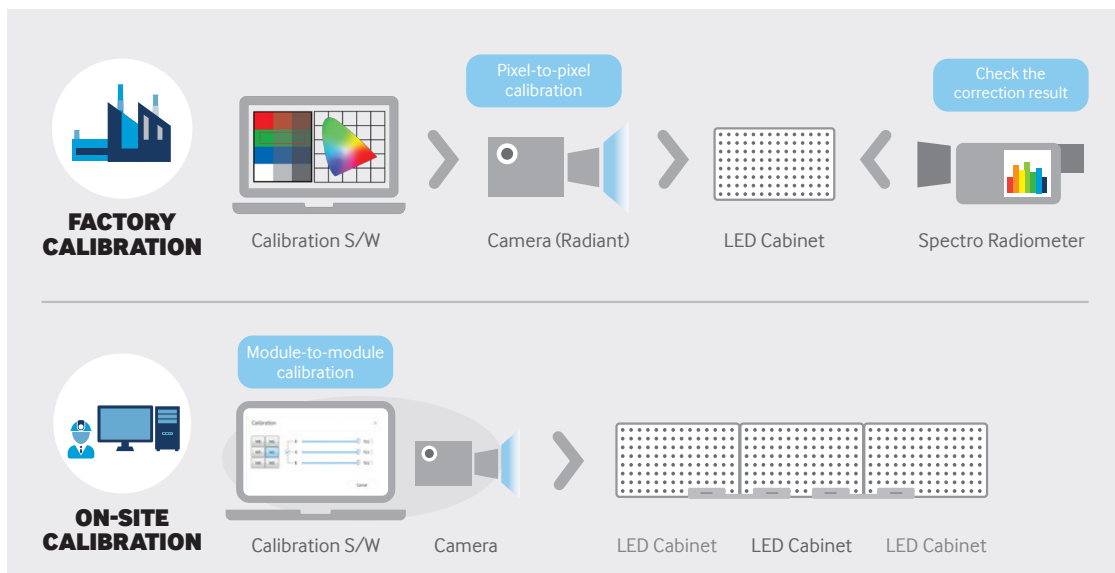 Pixel-to-pixel
calibration
Check the
correction result
FACTORY
CALIBRATION
Calibration S/W
Camera (Radiant)
LED Cabinet
Spectro Radiometer
Module-to-module
calibration
Calibration
Cancel
ON-SITE
CALIBRATION
Calibration S/W
Camera
LED Cabinet
LED Cabinet
LED Cabinet